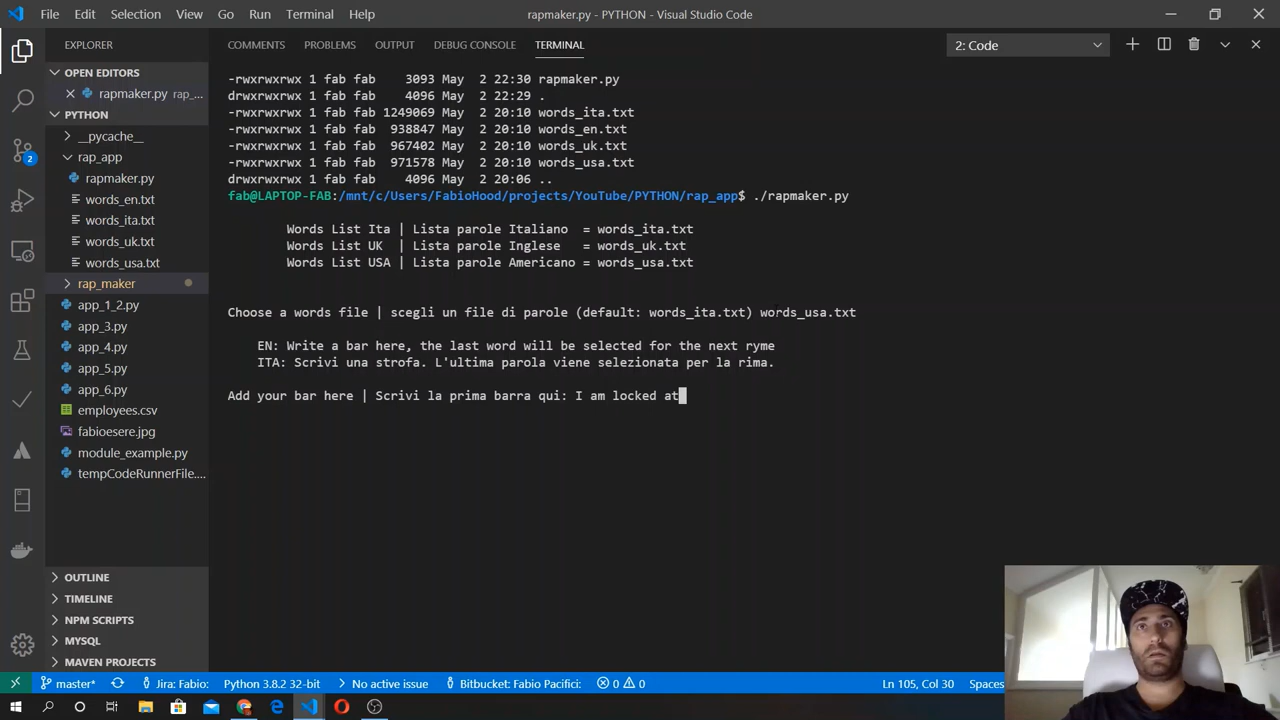 File Edit Selection View Go Run Terminal Help
rapmaker.py - PYTHON - Visual Studio Code
EXPLORER
OPEN EDITORS
rapmaker.py rap_...
PYTHON
__pycache__
rap_app
rapmaker.py
words_en.txt
words_ita.txt
words_uk.txt
words_usa.txt
rap_maker
app_1_2.py
app_3.py
app_4.py
app_5.py
app_6.py
employees.csv
fabioesere.jpg
module_example.py
tempCodeRunnerFile....
OUTLINE
TIMELINE
NPM SCRIPTS
MYSQL
MAVEN PROJECTS
2
COMMENTS PROBLEMS OUTPUT DEBUG CONSOLE TERMINAL
2: Code
-rwxrwxrwx 1 fab fab    3093 May  2 22:30 rapmaker.py
drwxrwxrwx 1 fab fab    4096 May  2 22:29 .
-rwxrwxrwx 1 fab fab 1249069 May  2 20:10 words_ita.txt
-rwxrwxrwx 1 fab fab  938847 May  2 20:10 words_en.txt
-rwxrwxrwx 1 fab fab  967402 May  2 20:10 words_uk.txt
-rwxrwxrwx 1 fab fab  971578 May  2 20:10 words_usa.txt
drwxrwxrwx 1 fab fab    4096 May  2 20:06 ..
fab@LAPTOP-FAB:/mnt/c/Users/FabioHood/projects/YouTube/PYTHON/rap_app$ ./rapmaker.py
Words List Ita | Lista parole Italiano  = words_ita.txt
Words List UK  | Lista parole Inglese   = words_uk.txt
Words List USA | Lista parole Americano = words_usa.txt
Choose a words file | scegli un file di parole (default: words_ita.txt) words_usa.txt
EN: Write a bar here, the last word will be selected for the next ryme
ITA: Scrivi una strofa. L'ultima parola viene selezionata per la rima.
Add your bar here | Scrivi la prima barra qui: I am locked at
master* Jira: Fabio: Python 3.8.2 32-bit No active issue Bitbucket: Fabio Pacifici: 0 0 Ln 105, Col 30 Spaces